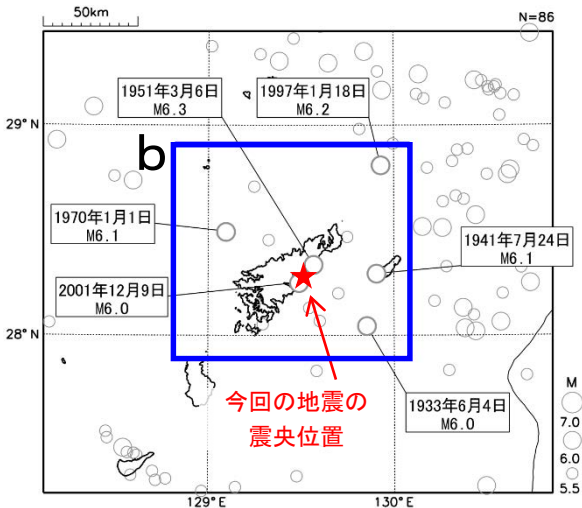 50km
N=86
1951年3月6日
M6.3
1997年1月18日
M6.2
29°N
b
1970年1月1日
M6.1
1941年7月24日
M6.1
2001年12月9日
M6.0
28°N
今回の地震の
震央位置
1933年6月4日
M6.0
M
7.0
6.0
5.5
129°E
130°E